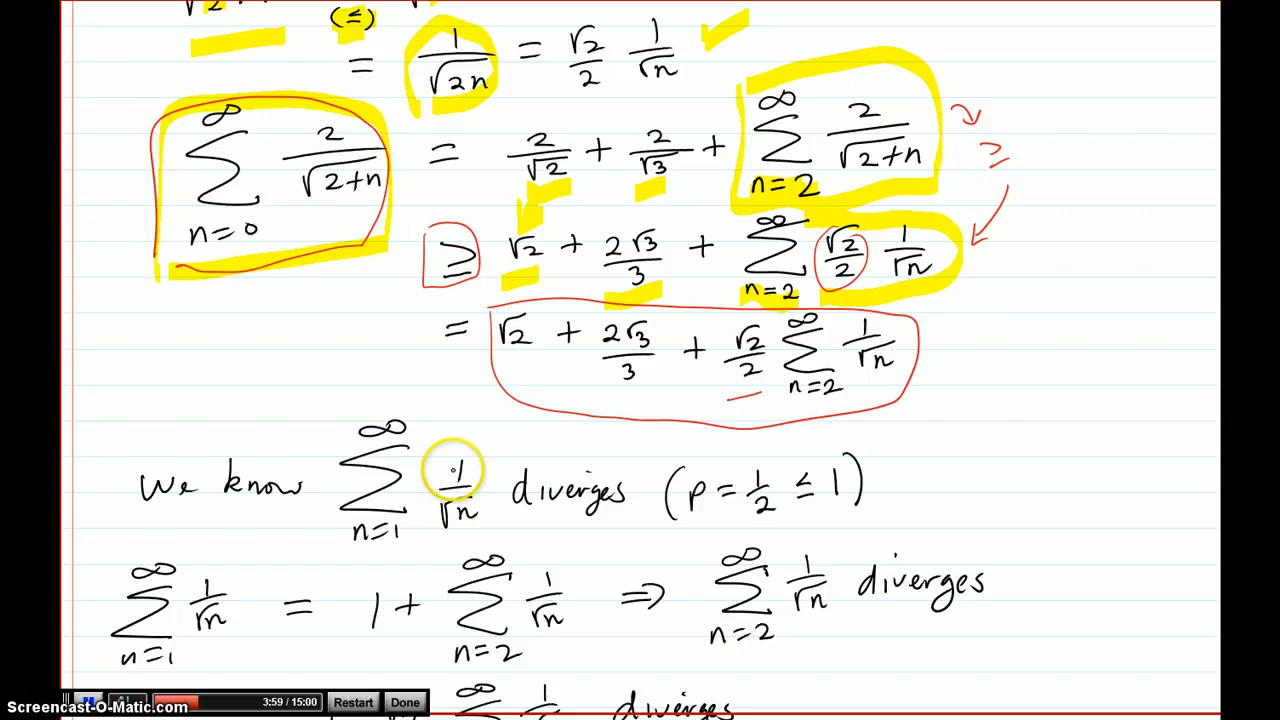 (≤)
= 1/√2n = √2/2 1/√n
∞ ∑ n=0 2/√2+n = 2/√2 + 2/√3 + ∞ ∑ n=2 2/√2+n ≥
≥ √2 + 2√3/3 + ∞ ∑ n=2 √2/2 1/√n
= √2 + 2√3/3 + √2/2 ∞ ∑ n=2 1/√n
We know ∞ ∑ n=1 1/√n diverges (p = 1/2 ≤ 1)
∞ ∑ n=1 1/√n = 1 + ∞ ∑ n=2 1/√n ⇒ ∞ ∑ n=2 1/√n diverges
diverges
3:59 / 15:00 Restart Done
Screencast-O-Matic.com